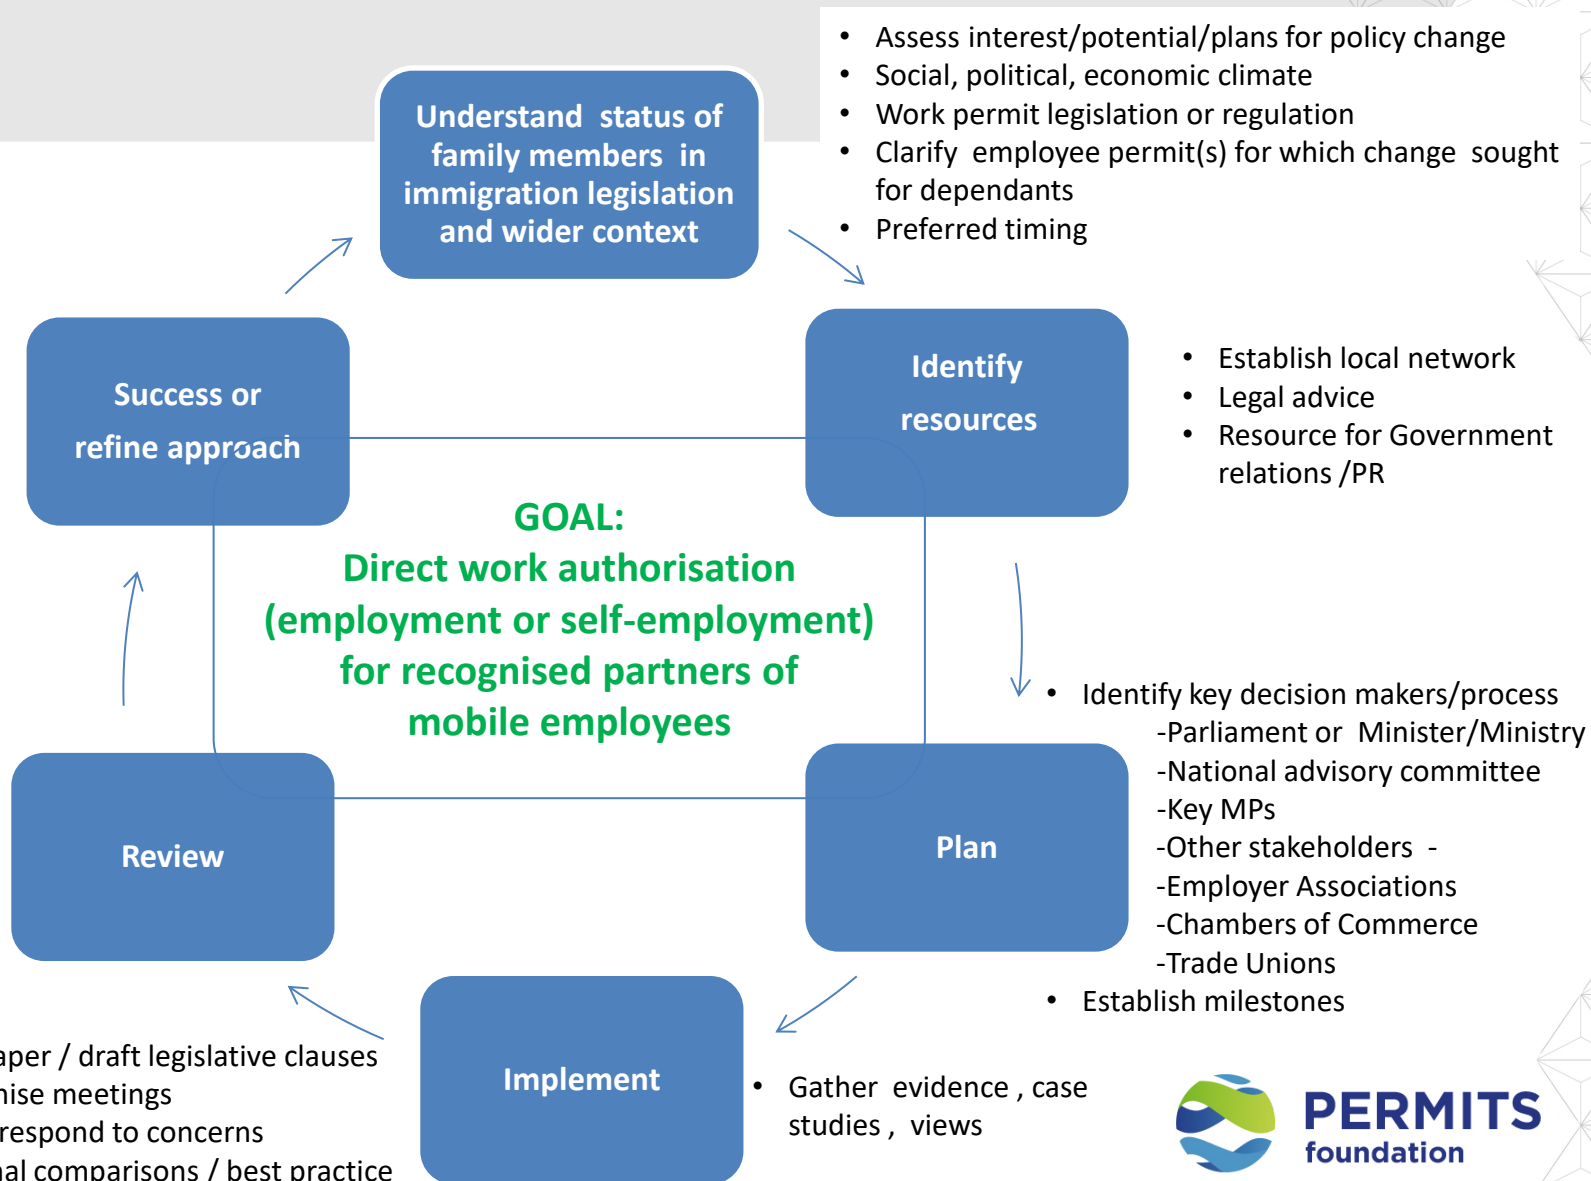 Understand status of
family members in
immigration legislation
and wider context
• Assess interest/potential/plans for policy change
• Social, political, economic climate
• Work permit legislation or regulation
• Clarify employee permit(s) for which change sought
for dependants
• Preferred timing
Identify
resources
• Establish local network
• Legal advice
• Resource for Government
relations /PR
Plan
• Identify key decision makers/process
-Parliament or Minister/Ministry
-National advisory committee
-Key MPs
-Other stakeholders -
-Employer Associations
-Chambers of Commerce
-Trade Unions
• Establish milestones
Implement
• Gather evidence , case
studies , views
/ draft legislative clauses
meetings
respond to concerns
comparisons / best practice
Review
Success or
refine approach
GOAL:
Direct work authorisation
(employment or self-employment)
for recognised partners of
mobile employees
PERMITS
foundation